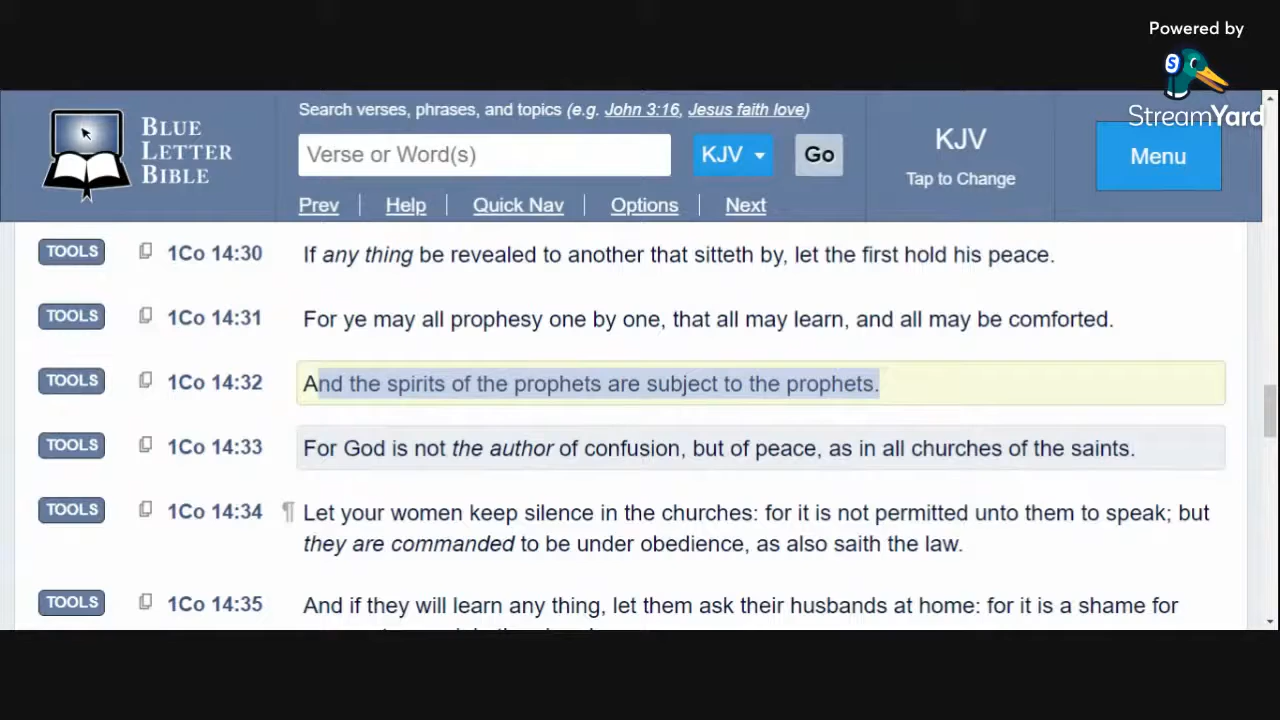 Powered by
S
StreamYard
BLUE
LETTER
BIBLE
Search verses, phrases, and topics (e.g. John 3:16, Jesus faith love)
Verse or Word(s)
KJV
Go
KJV
Tap to Change
Menu
Prev
Help
Quick Nav
Options
Next
TOOLS 1Co 14:30 If any thing be revealed to another that sitteth by, let the first hold his peace.
TOOLS 1Co 14:31 For ye may all prophesy one by one, that all may learn, and all may be comforted.
TOOLS 1Co 14:32 And the spirits of the prophets are subject to the prophets.
TOOLS 1Co 14:33 For God is not the author of confusion, but of peace, as in all churches of the saints.
TOOLS 1Co 14:34 ¶ Let your women keep silence in the churches: for it is not permitted unto them to speak; but
they are commanded to be under obedience, as also saith the law.
TOOLS 1Co 14:35 And if they will learn any thing, let them ask their husbands at home: for it is a shame for